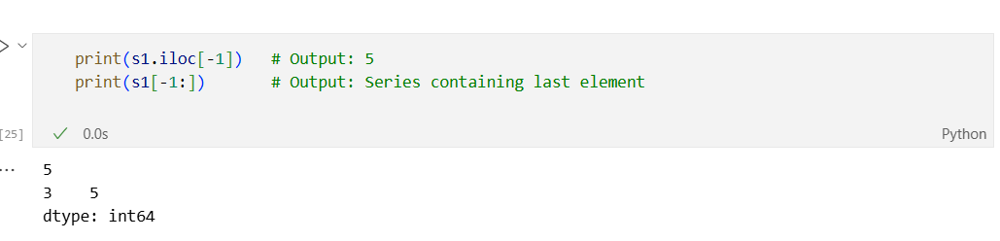 print(s1.iloc[-1])   # Output: 5
print(s1[-1:])       # Output: Series containing last element
[25] 0.0s Python
5
3    5
dtype: int64